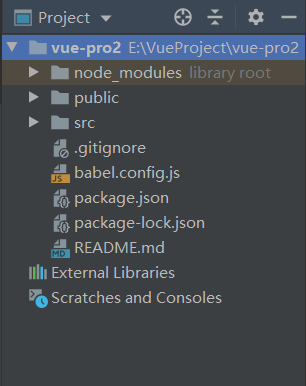 Project
vue-pro2 E:\VueProject\vue-pro2
node_modules library root
public
src
.gitignore
babel.config.js
package.json
package-lock.json
README.md
External Libraries
Scratches and Consoles